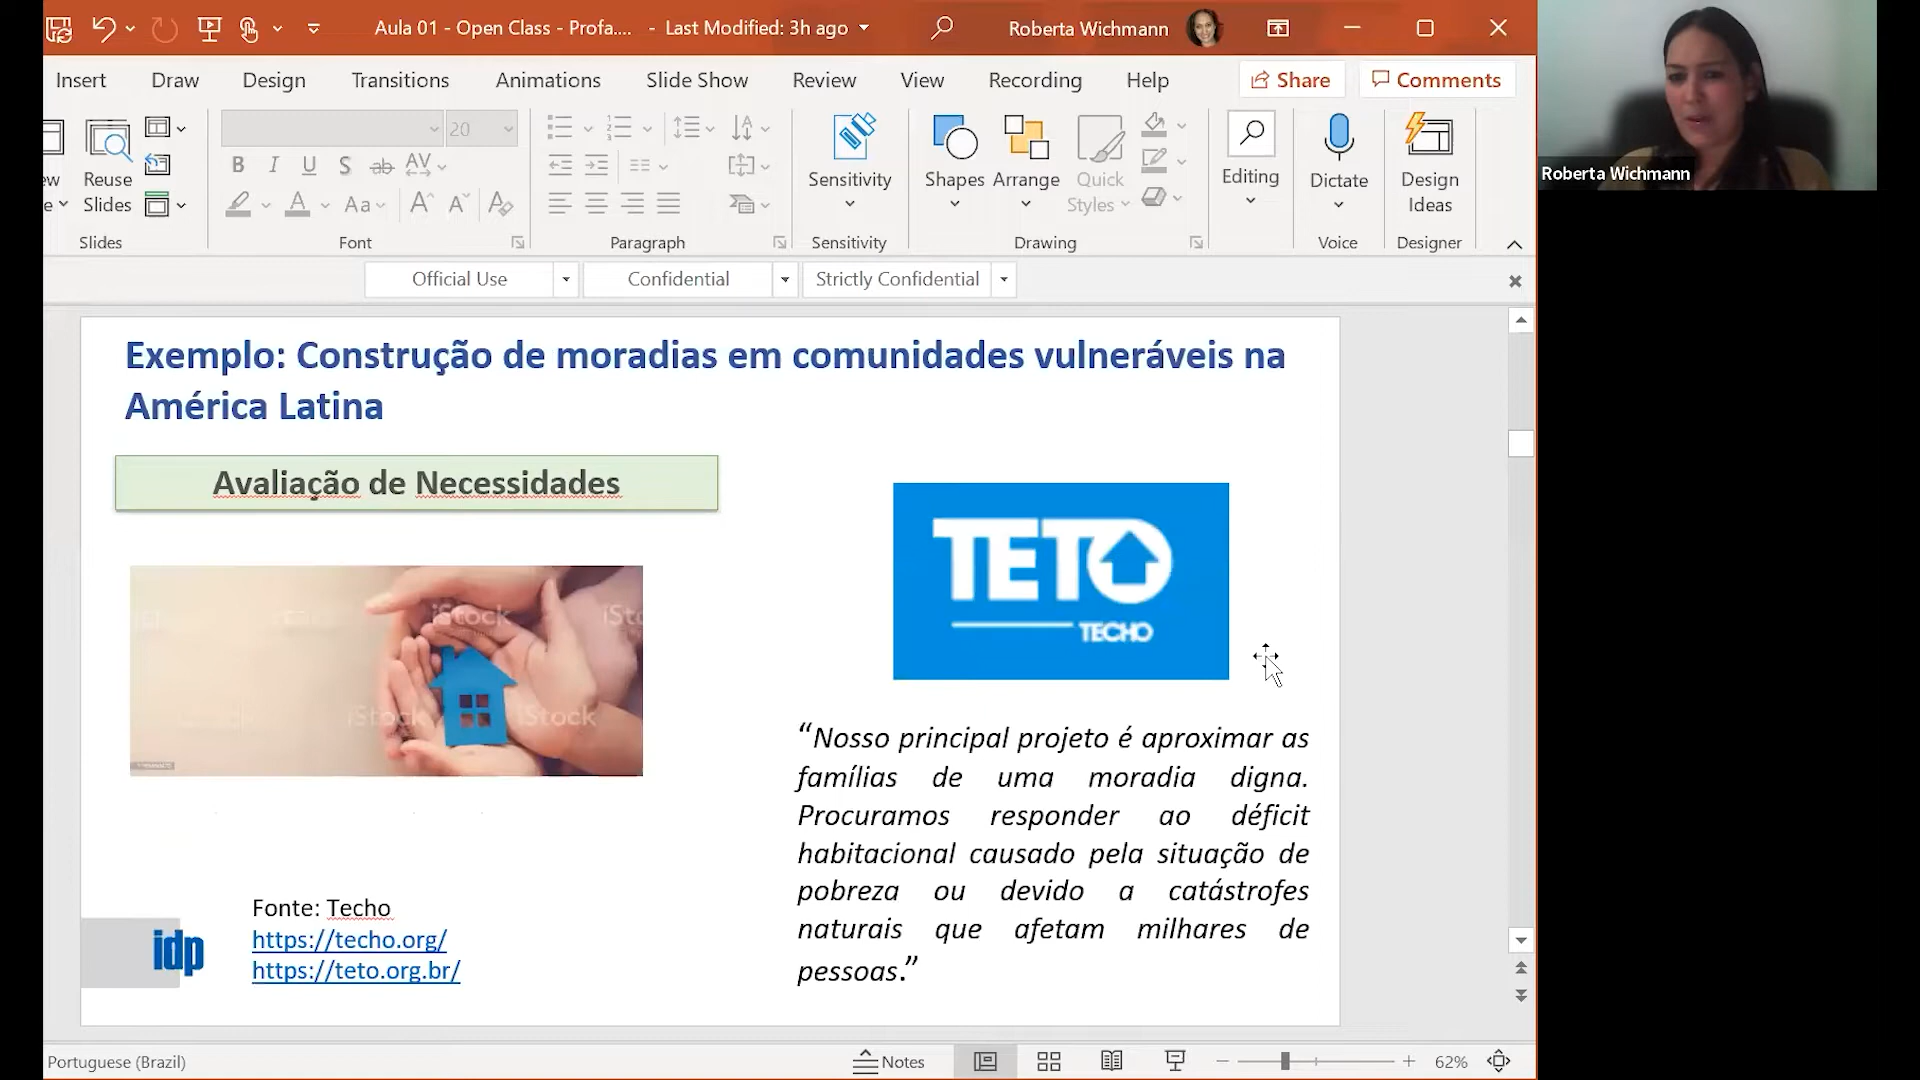 Aula 01 - Open Class - Profa.... - Last Modified: 3h ago
Roberta Wichmann
Insert Draw Design Transitions Animations Slide Show Review View Recording Help Share Comments
20
B I U S ab AV
Aa A A
ew
e
Reuse
Slides
Sensitivity
Shapes
Arrange
Quick
Styles
Editing
Dictate
Design
Ideas
Slides Font Paragraph Sensitivity Drawing Voice Designer
Official Use Confidential Strictly Confidential
Roberta Wichmann
Exemplo: Construção de moradias em comunidades vulneráveis na
América Latina
Avaliação de Necessidades
TETO
TECHO
iStock
iStock
iStock
“Nosso principal projeto é aproximar as
famílias de uma moradia digna.
Procuramos responder ao déficit
habitacional causado pela situação de
pobreza ou devido a catástrofes
naturais que afetam milhares de
pessoas.”
Fonte: Techo
https://techo.org/
https://teto.org.br/
idp
Portuguese (Brazil)
Notes
62%